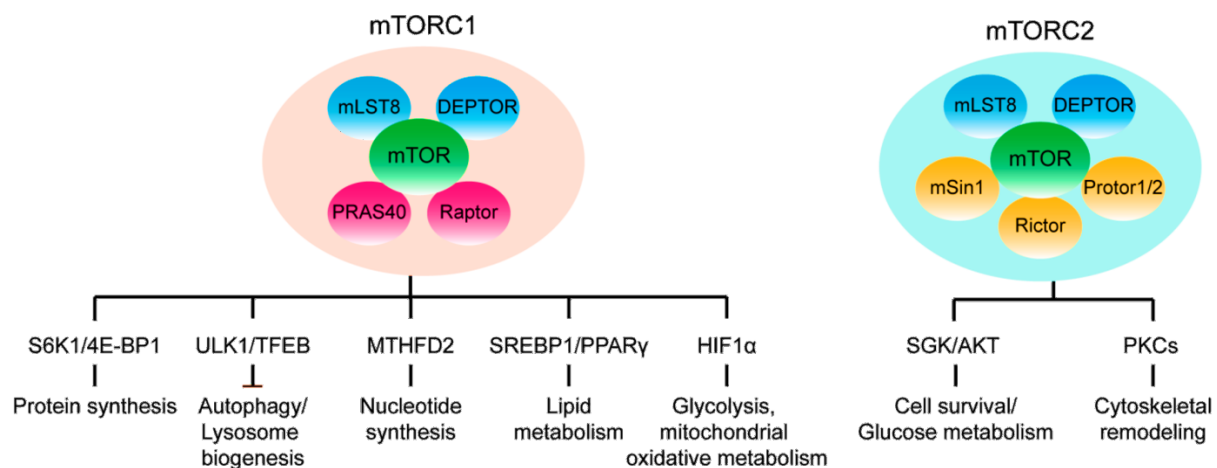 mTORC1
mLST8
DEPTOR
mTOR
PRAS40
Raptor
S6K1/4E-BP1
ULK1/TFEB
MTHFD2
SREBP1/PPARγ
HIF1α
Protein synthesis
Autophagy/
Lysosome
biogenesis
Nucleotide
synthesis
Lipid
metabolism
Glycolysis,
mitochondrial
oxidative metabolism
mTORC2
mLST8
DEPTOR
mTOR
mSin1
Protor1/2
Rictor
SGK/AKT
PKCs
Cell survival/
Glucose metabolism
Cytoskeletal
remodeling